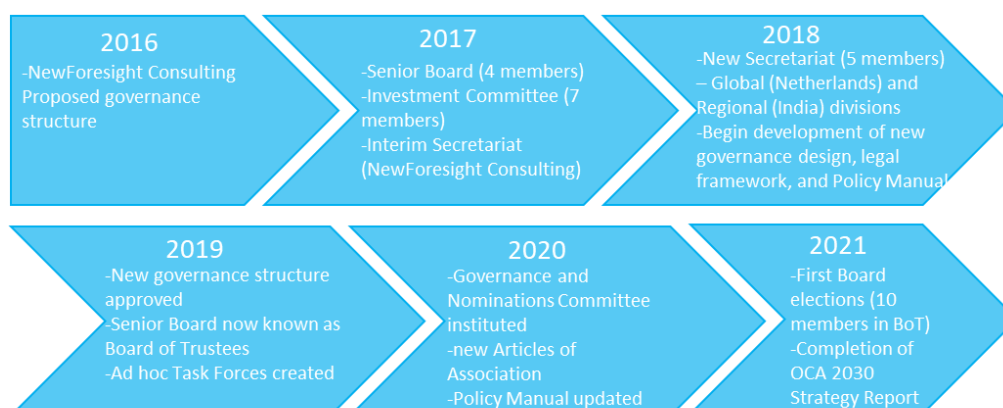 2016
-NewForesight Consulting
Proposed governance
structure
2017
-Senior Board (4 members)
-Investment Committee (7
members)
-Interim Secretariat
(NewForesight Consulting)
2018
-New Secretariat (5 members)
– Global (Netherlands) and
Regional (India) divisions
-Begin development of new
governance design, legal
framework, and Policy Manual
2019
-New governance structure
approved
-Senior Board now known as
Board of Trustees
-Ad hoc Task Forces created
2020
-Governance and
Nominations Committee
instituted
-new Articles of
Association
-Policy Manual updated
2021
-First Board
elections (10
members in BoT)
-Completion of
OCA 2030
Strategy Report